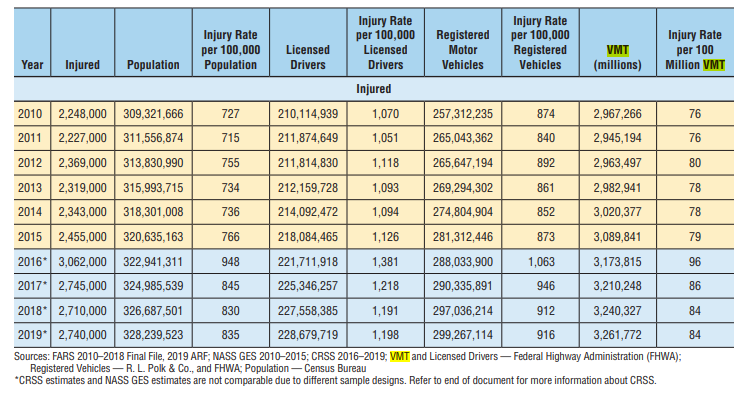 Year Injured Population Injury Rate per 100,000 Population Licensed Drivers Injury Rate per 100,000 Licensed Drivers Registered Motor Vehicles Injury Rate per 100,000 Registered Vehicles VMT (millions) Injury Rate per 100 Million VMT
Injured
2010 2,248,000 309,321,666 727 210,114,939 1,070 257,312,235 874 2,967,266 76
2011 2,227,000 311,556,874 715 211,874,649 1,051 265,043,362 840 2,945,194 76
2012 2,369,000 313,830,990 755 211,814,830 1,118 265,647,194 892 2,963,497 80
2013 2,319,000 315,993,715 734 212,159,728 1,093 269,294,302 861 2,982,941 78
2014 2,343,000 318,301,008 736 214,092,472 1,094 274,804,904 852 3,020,377 78
2015 2,455,000 320,635,163 766 218,084,465 1,126 281,312,446 873 3,089,841 79
2016* 3,062,000 322,941,311 948 221,711,918 1,381 288,033,900 1,063 3,173,815 96
2017* 2,745,000 324,985,539 845 225,346,257 1,218 290,335,891 946 3,210,248 86
2018* 2,710,000 326,687,501 830 227,558,385 1,191 297,036,214 912 3,240,327 84
2019* 2,740,000 328,239,523 835 228,679,719 1,198 299,267,114 916 3,261,772 84
Sources: FARS 2010–2018 Final File, 2019 ARF; NASS GES 2010–2015; CRSS 2016–2019; VMT and Licensed Drivers — Federal Highway Administration (FHWA);
Registered Vehicles — R. L. Polk & Co., and FHWA; Population — Census Bureau
*CRSS estimates and NASS GES estimates are not comparable due to different sample designs. Refer to end of document for more information about CRSS.